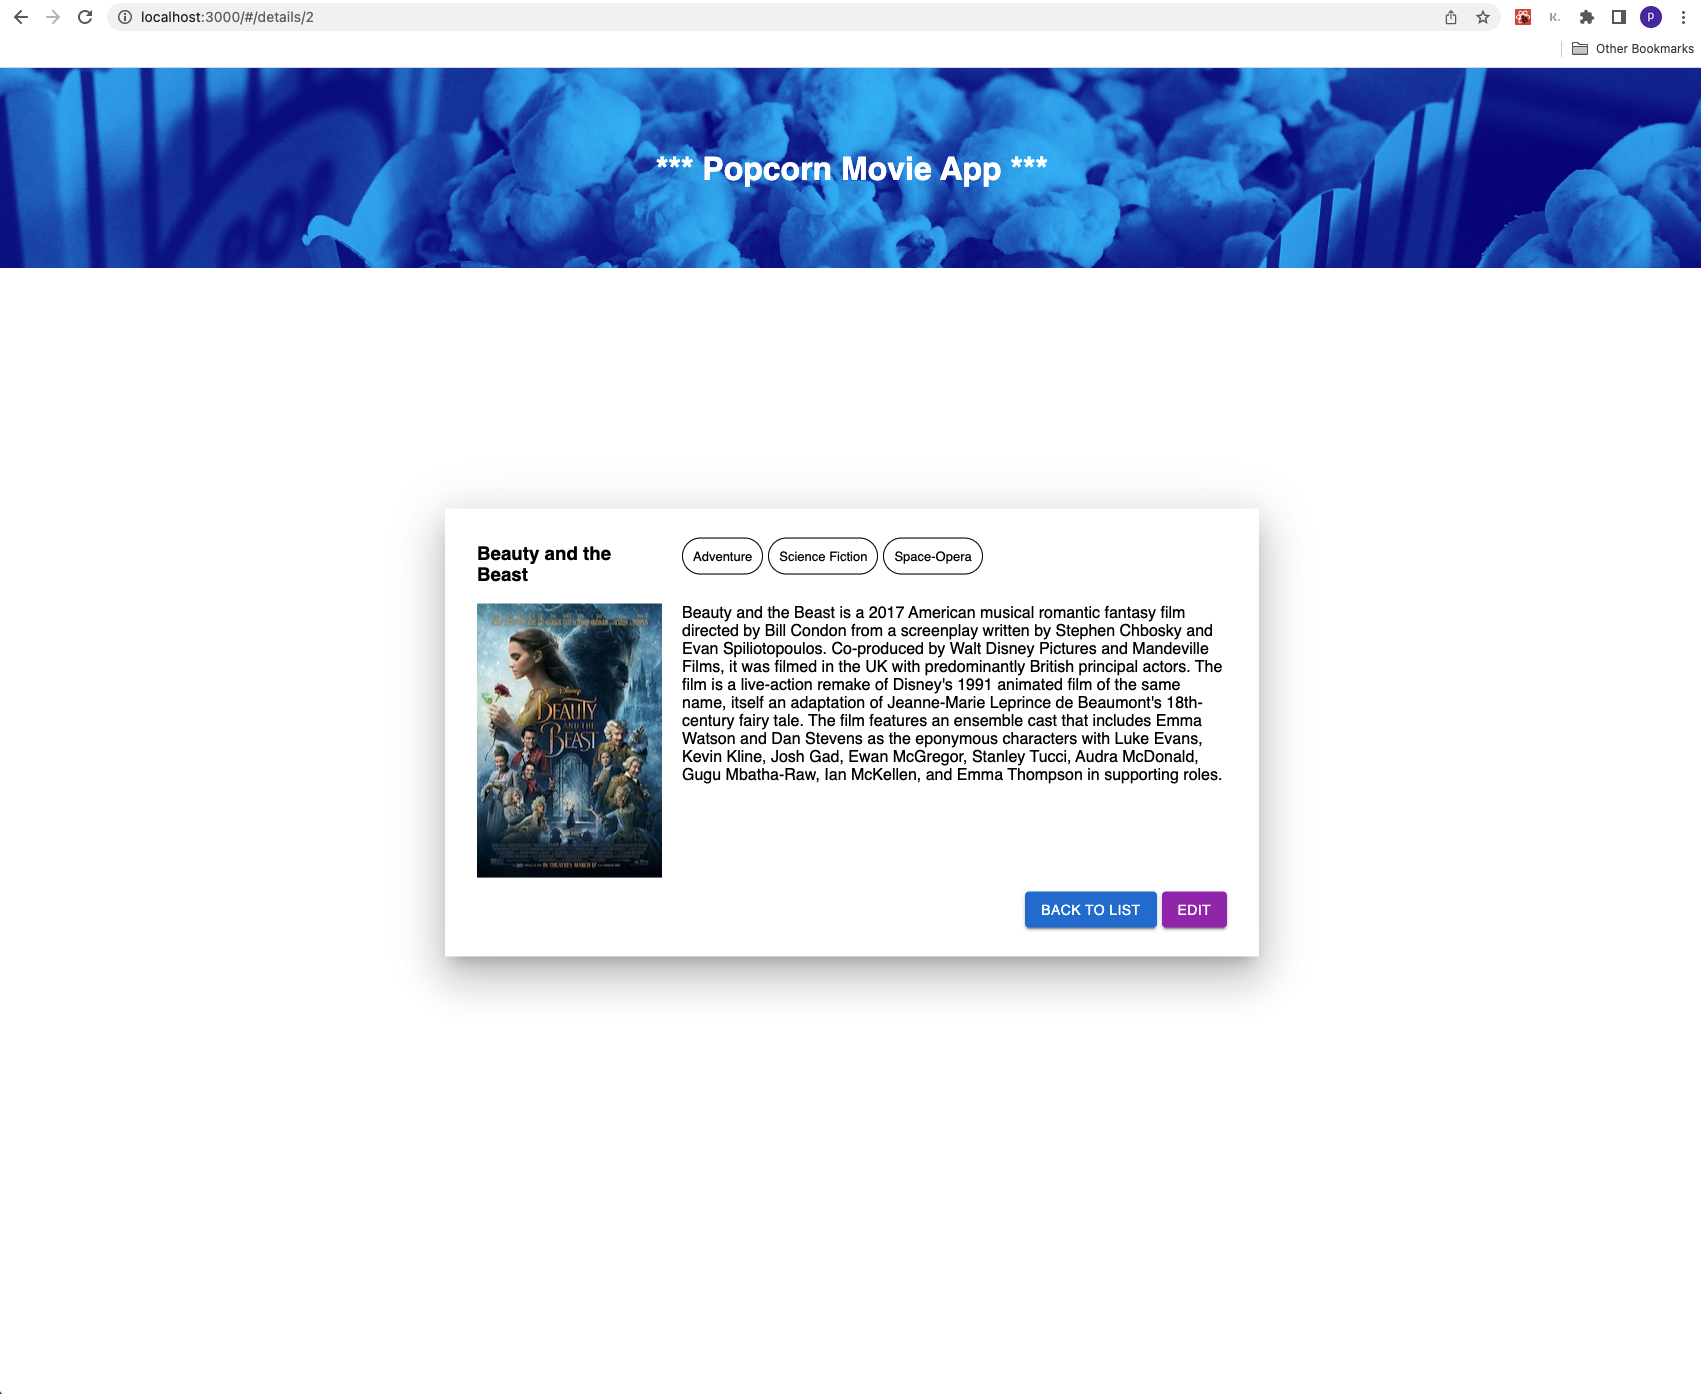 localhost:3000/#/details/2
K.
p
Other Bookmarks
*** Popcorn Movie App ***
Beauty and the
Beast
Adventure
Science Fiction
Space-Opera
Disney
BEAUTY
AND THE
BEAST
IN THEATRES MARCH 17
Beauty and the Beast is a 2017 American musical romantic fantasy film
directed by Bill Condon from a screenplay written by Stephen Chbosky and
Evan Spiliotopoulos. Co-produced by Walt Disney Pictures and Mandeville
Films, it was filmed in the UK with predominantly British principal actors. The
film is a live-action remake of Disney's 1991 animated film of the same
name, itself an adaptation of Jeanne-Marie Leprince de Beaumont's 18th-
century fairy tale. The film features an ensemble cast that includes Emma
Watson and Dan Stevens as the eponymous characters with Luke Evans,
Kevin Kline, Josh Gad, Ewan McGregor, Stanley Tucci, Audra McDonald,
Gugu Mbatha-Raw, Ian McKellen, and Emma Thompson in supporting roles.
BACK TO LIST
EDIT